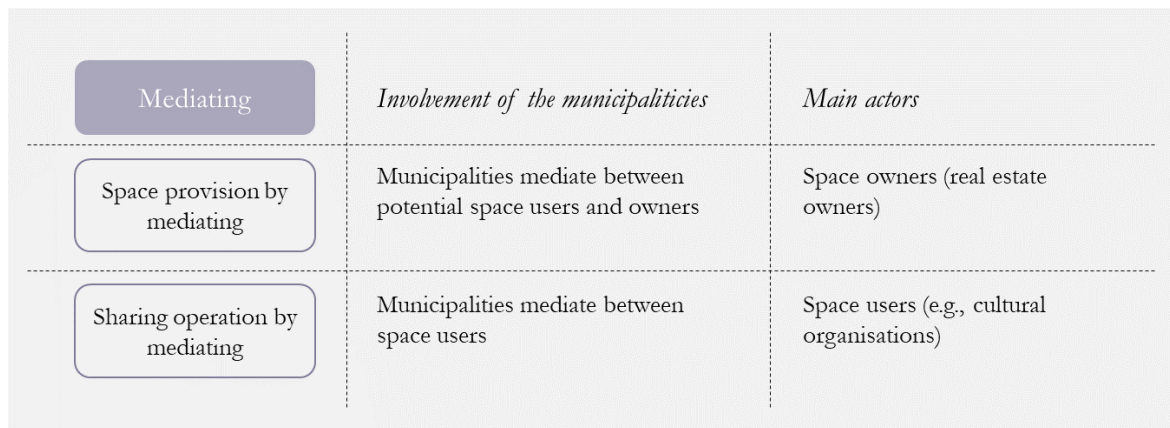 Mediating
Involvement of the municipaliticies
Main actors
Space provision by
mediating
Municipalities mediate between
potential space users and owners
Space owners (real estate
owners)
Sharing operation by
mediating
Municipalities mediate between
space users
Space users (e.g., cultural
organisations)